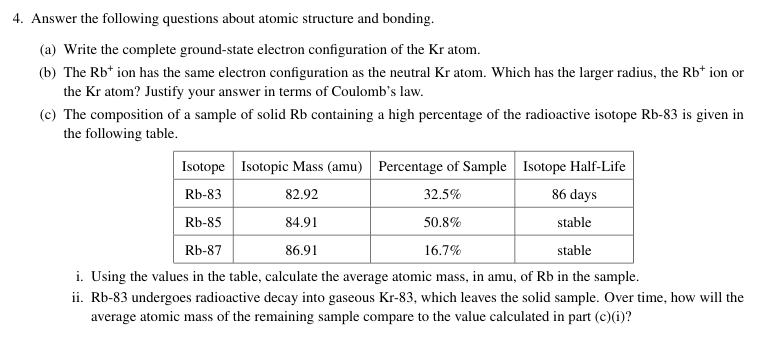 4. Answer the following questions about atomic structure and bonding.
(a) Write the complete ground-state electron configuration of the Kr atom.
(b) The Rb⁺ ion has the same electron configuration as the neutral Kr atom. Which has the larger radius, the Rb⁺ ion or
the Kr atom? Justify your answer in terms of Coulomb's law.
(c) The composition of a sample of solid Rb containing a high percentage of the radioactive isotope Rb-83 is given in
the following table.
Isotope Isotopic Mass (amu) Percentage of Sample Isotope Half-Life
Rb-83 82.92 32.5% 86 days
Rb-85 84.91 50.8% stable
Rb-87 86.91 16.7% stable
i. Using the values in the table, calculate the average atomic mass, in amu, of Rb in the sample.
ii. Rb-83 undergoes radioactive decay into gaseous Kr-83, which leaves the solid sample. Over time, how will the
average atomic mass of the remaining sample compare to the value calculated in part (c)(i)?